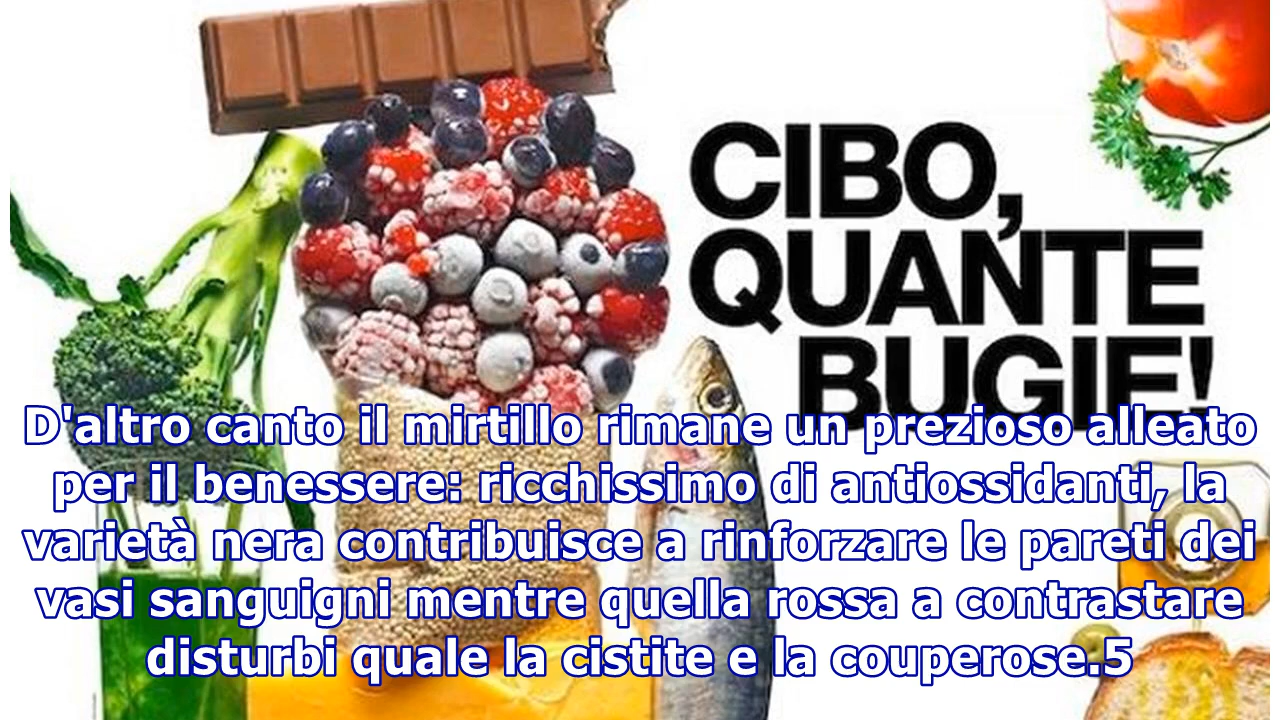 CIBO,
QUANTE
BUGIE!
D'altro canto il mirtillo rimane un prezioso alleato
per il benessere: ricchissimo di antiossidanti, la
varietà nera contribuisce a rinforzare le pareti dei
vasi sanguigni mentre quella rossa a contrastare
disturbi quale la cistite e la couperose.5